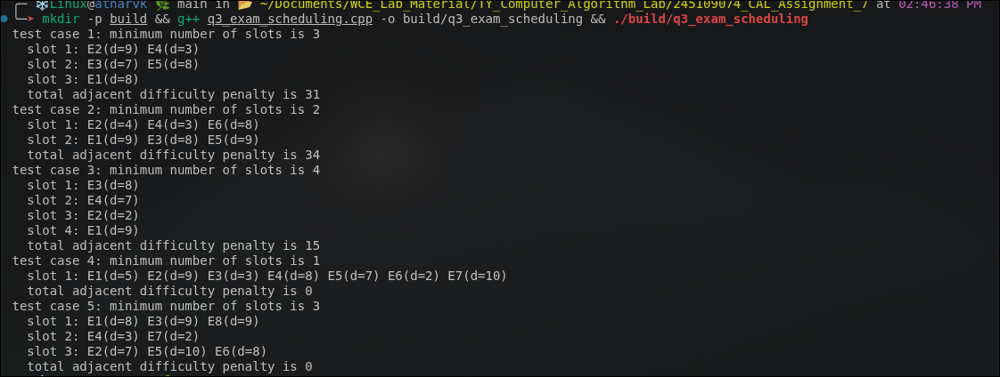 Linux@atharvk main in ~/Documents/WCE_Lab_Material/TY_Computer_Algorithm_Lab/245109074_CAL_Assignment_7 at 02:46:38 PM
mkdir -p build && g++ q3_exam_scheduling.cpp -o build/q3_exam_scheduling && ./build/q3_exam_scheduling
test case 1: minimum number of slots is 3
slot 1: E2(d=9) E4(d=3)
slot 2: E3(d=7) E5(d=8)
slot 3: E1(d=8)
total adjacent difficulty penalty is 31
test case 2: minimum number of slots is 2
slot 1: E2(d=4) E4(d=3) E6(d=8)
slot 2: E1(d=9) E3(d=8) E5(d=9)
total adjacent difficulty penalty is 34
test case 3: minimum number of slots is 4
slot 1: E3(d=8)
slot 2: E4(d=7)
slot 3: E2(d=2)
slot 4: E1(d=9)
total adjacent difficulty penalty is 15
test case 4: minimum number of slots is 1
slot 1: E1(d=5) E2(d=9) E3(d=3) E4(d=8) E5(d=7) E6(d=2) E7(d=10)
total adjacent difficulty penalty is 0
test case 5: minimum number of slots is 3
slot 1: E1(d=8) E3(d=9) E8(d=9)
slot 2: E4(d=3) E7(d=2)
slot 3: E2(d=7) E5(d=10) E6(d=8)
total adjacent difficulty penalty is 0